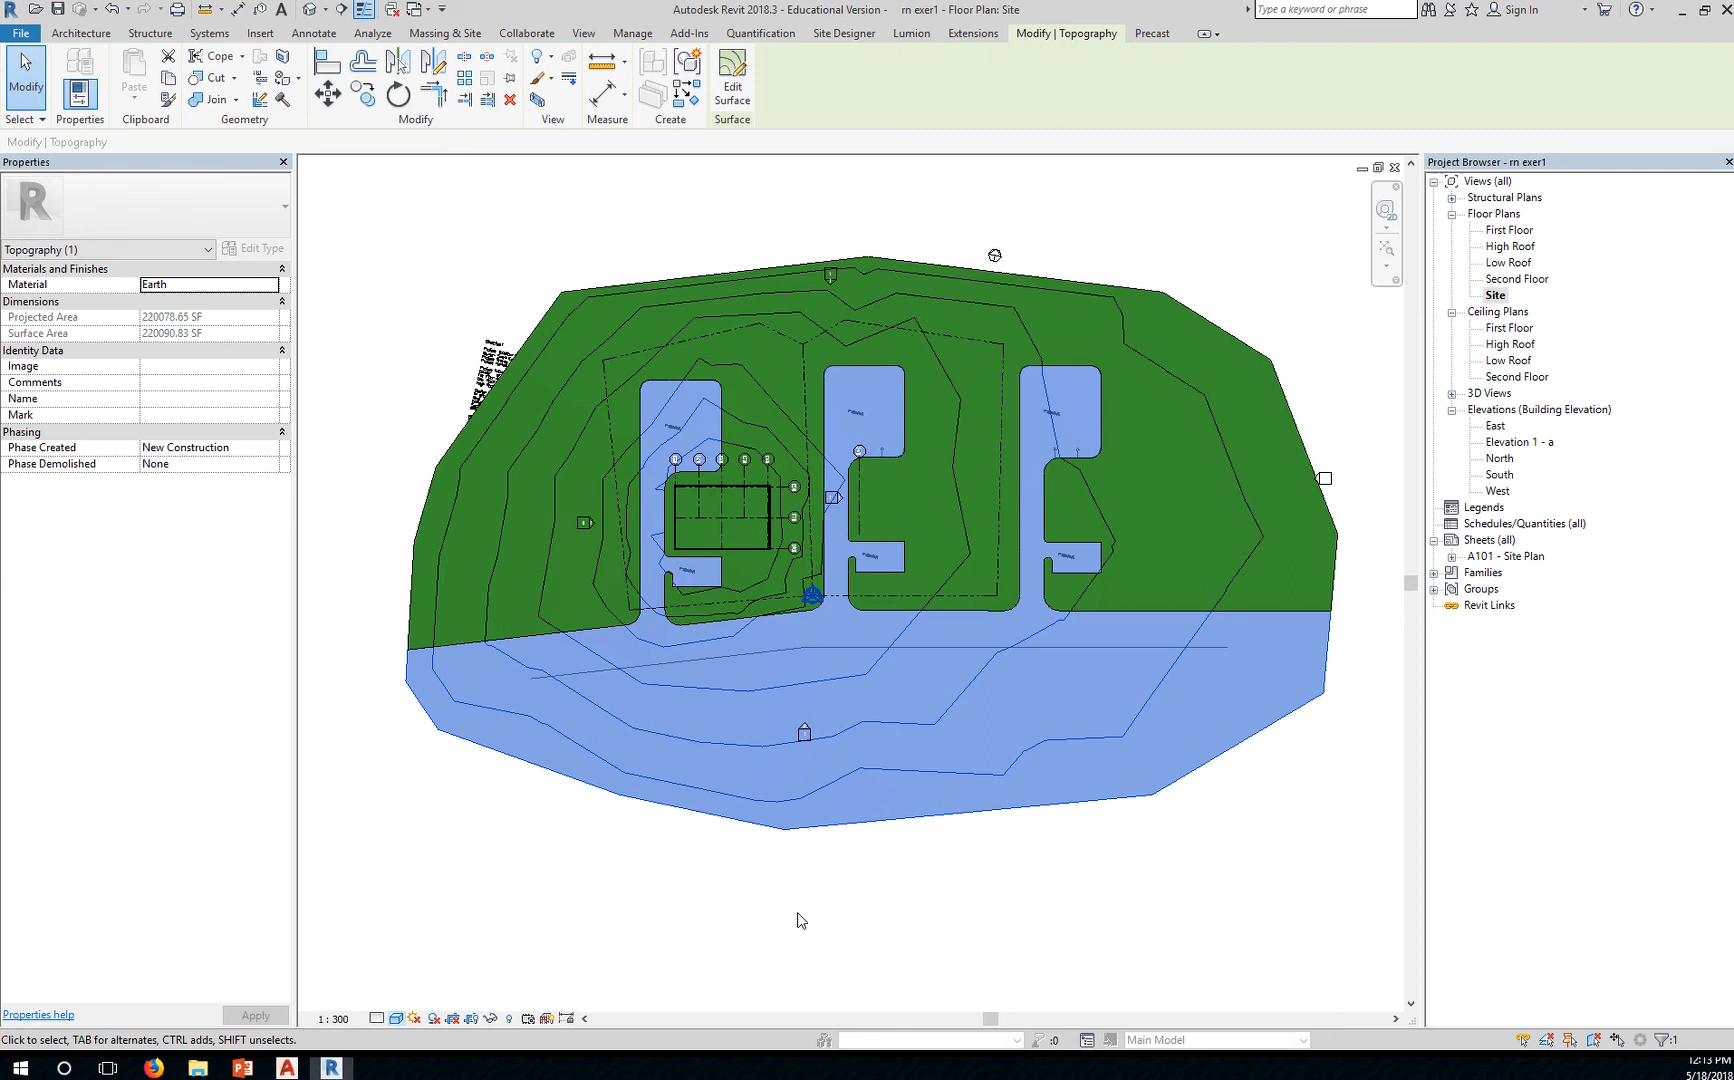 Autodesk Revit 2018.3 - Educational Version - rn exer1 - Floor Plan: Site
Type a keyword or phrase
Sign In
File Architecture Structure Systems Insert Annotate Analyze Massing & Site Collaborate View Manage Add-Ins Quantification Site Designer Lumion Extensions Modify | Topography Precast
Modify
Paste
Cope
Cut
Join
Edit
Surface
Select Properties Clipboard Geometry Modify View Measure Create Surface
Modify | Topography
Properties
R
Topography (1)
Edit Type
Materials and Finishes
Material Earth
Dimensions
Projected Area 220078.65 SF
Surface Area 220090.83 SF
Identity Data
Image
Comments
Name
Mark
Phasing
Phase Created New Construction
Phase Demolished None
Properties help
Apply
2D
Project Browser - rn exer1
Views (all)
Structural Plans
Floor Plans
First Floor
High Roof
Low Roof
Second Floor
Site
Ceiling Plans
First Floor
High Roof
Low Roof
Second Floor
3D Views
Elevations (Building Elevation)
East
Elevation 1 - a
North
South
West
Legends
Schedules/Quantities (all)
Sheets (all)
A101 - Site Plan
Families
Groups
Revit Links
1 : 300
Click to select, TAB for alternates, CTRL adds, SHIFT unselects.
:0
Main Model
:1
12:13 PM
5/18/2018